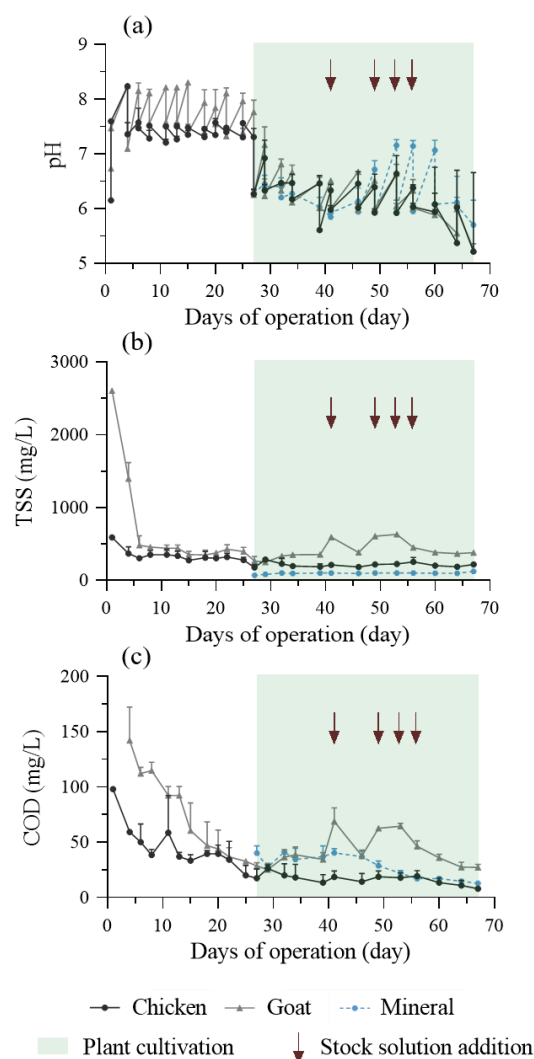 (a)
9
8
7
6
5
pH
0 10 20 30 40 50 60 70
Days of operation (day)
(b)
3000
2000
1000
0
TSS (mg/L)
0 10 20 30 40 50 60 70
Days of operation (day)
(c)
200
150
100
50
0
COD (mg/L)
0 10 20 30 40 50 60 70
Days of operation (day)
Chicken Goat Mineral
Plant cultivation Stock solution addition